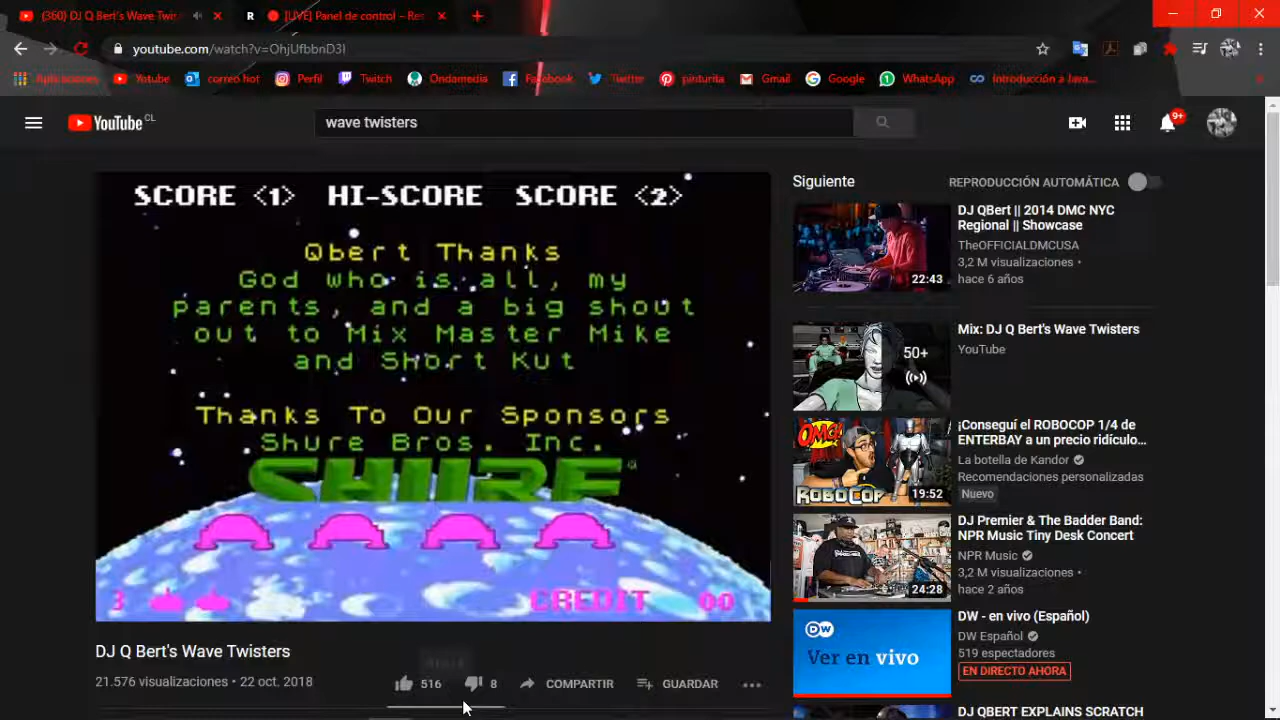 (360) DJ Q Bert's Wave Twis
R
[LIVE] Panel de control – Res
youtube.com/watch?v=OhjUfbbnD3I
Aplicaciones
Yotube
correo hot
Perfil
Twitch
Ondamedia
Facebook
Twitter
pinturita
Gmail
Google
WhatsApp
Introducción a Java...
YouTube CL
wave twisters
9+
SCORE <1> HI-SCORE SCORE <2>
Qbert Thanks
God who is all, my
parents, and a big shout
out to Mix Master Mike
and Short Kut
Thanks To Our Sponsors
Shure Bros. Inc.
SHURE
3
CREDIT 00
DJ Q Bert's Wave Twisters
21.576 visualizaciones • 22 oct. 2018
516
8
COMPARTIR
GUARDAR
Siguiente
REPRODUCCIÓN AUTOMÁTICA
22:43
DJ QBert || 2014 DMC NYC
Regional || Showcase
TheOFFICIALDMCUSA
3,2 M visualizaciones •
hace 6 años
50+
Mix: DJ Q Bert's Wave Twisters
YouTube
OMG!
ROBOCOP
19:52
¡Conseguí el ROBOCOP 1/4 de
ENTERBAY a un precio ridículo...
La botella de Kandor
Recomendaciones personalizadas
Nuevo
24:28
DJ Premier & The Badder Band:
NPR Music Tiny Desk Concert
NPR Music
3,2 M visualizaciones •
hace 2 años
DW
Ver en vivo
DW - en vivo (Español)
DW Español
519 espectadores
EN DIRECTO AHORA
DJ QBERT EXPLAINS SCRATCH